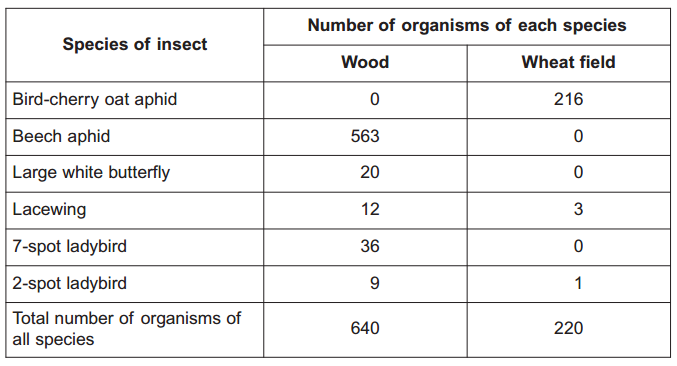 Species of insect
Number of organisms of each species
Wood
Wheat field
Bird-cherry oat aphid 0 216
Beech aphid 563 0
Large white butterfly 20 0
Lacewing 12 3
7-spot ladybird 36 0
2-spot ladybird 9 1
Total number of organisms of
all species 640 220